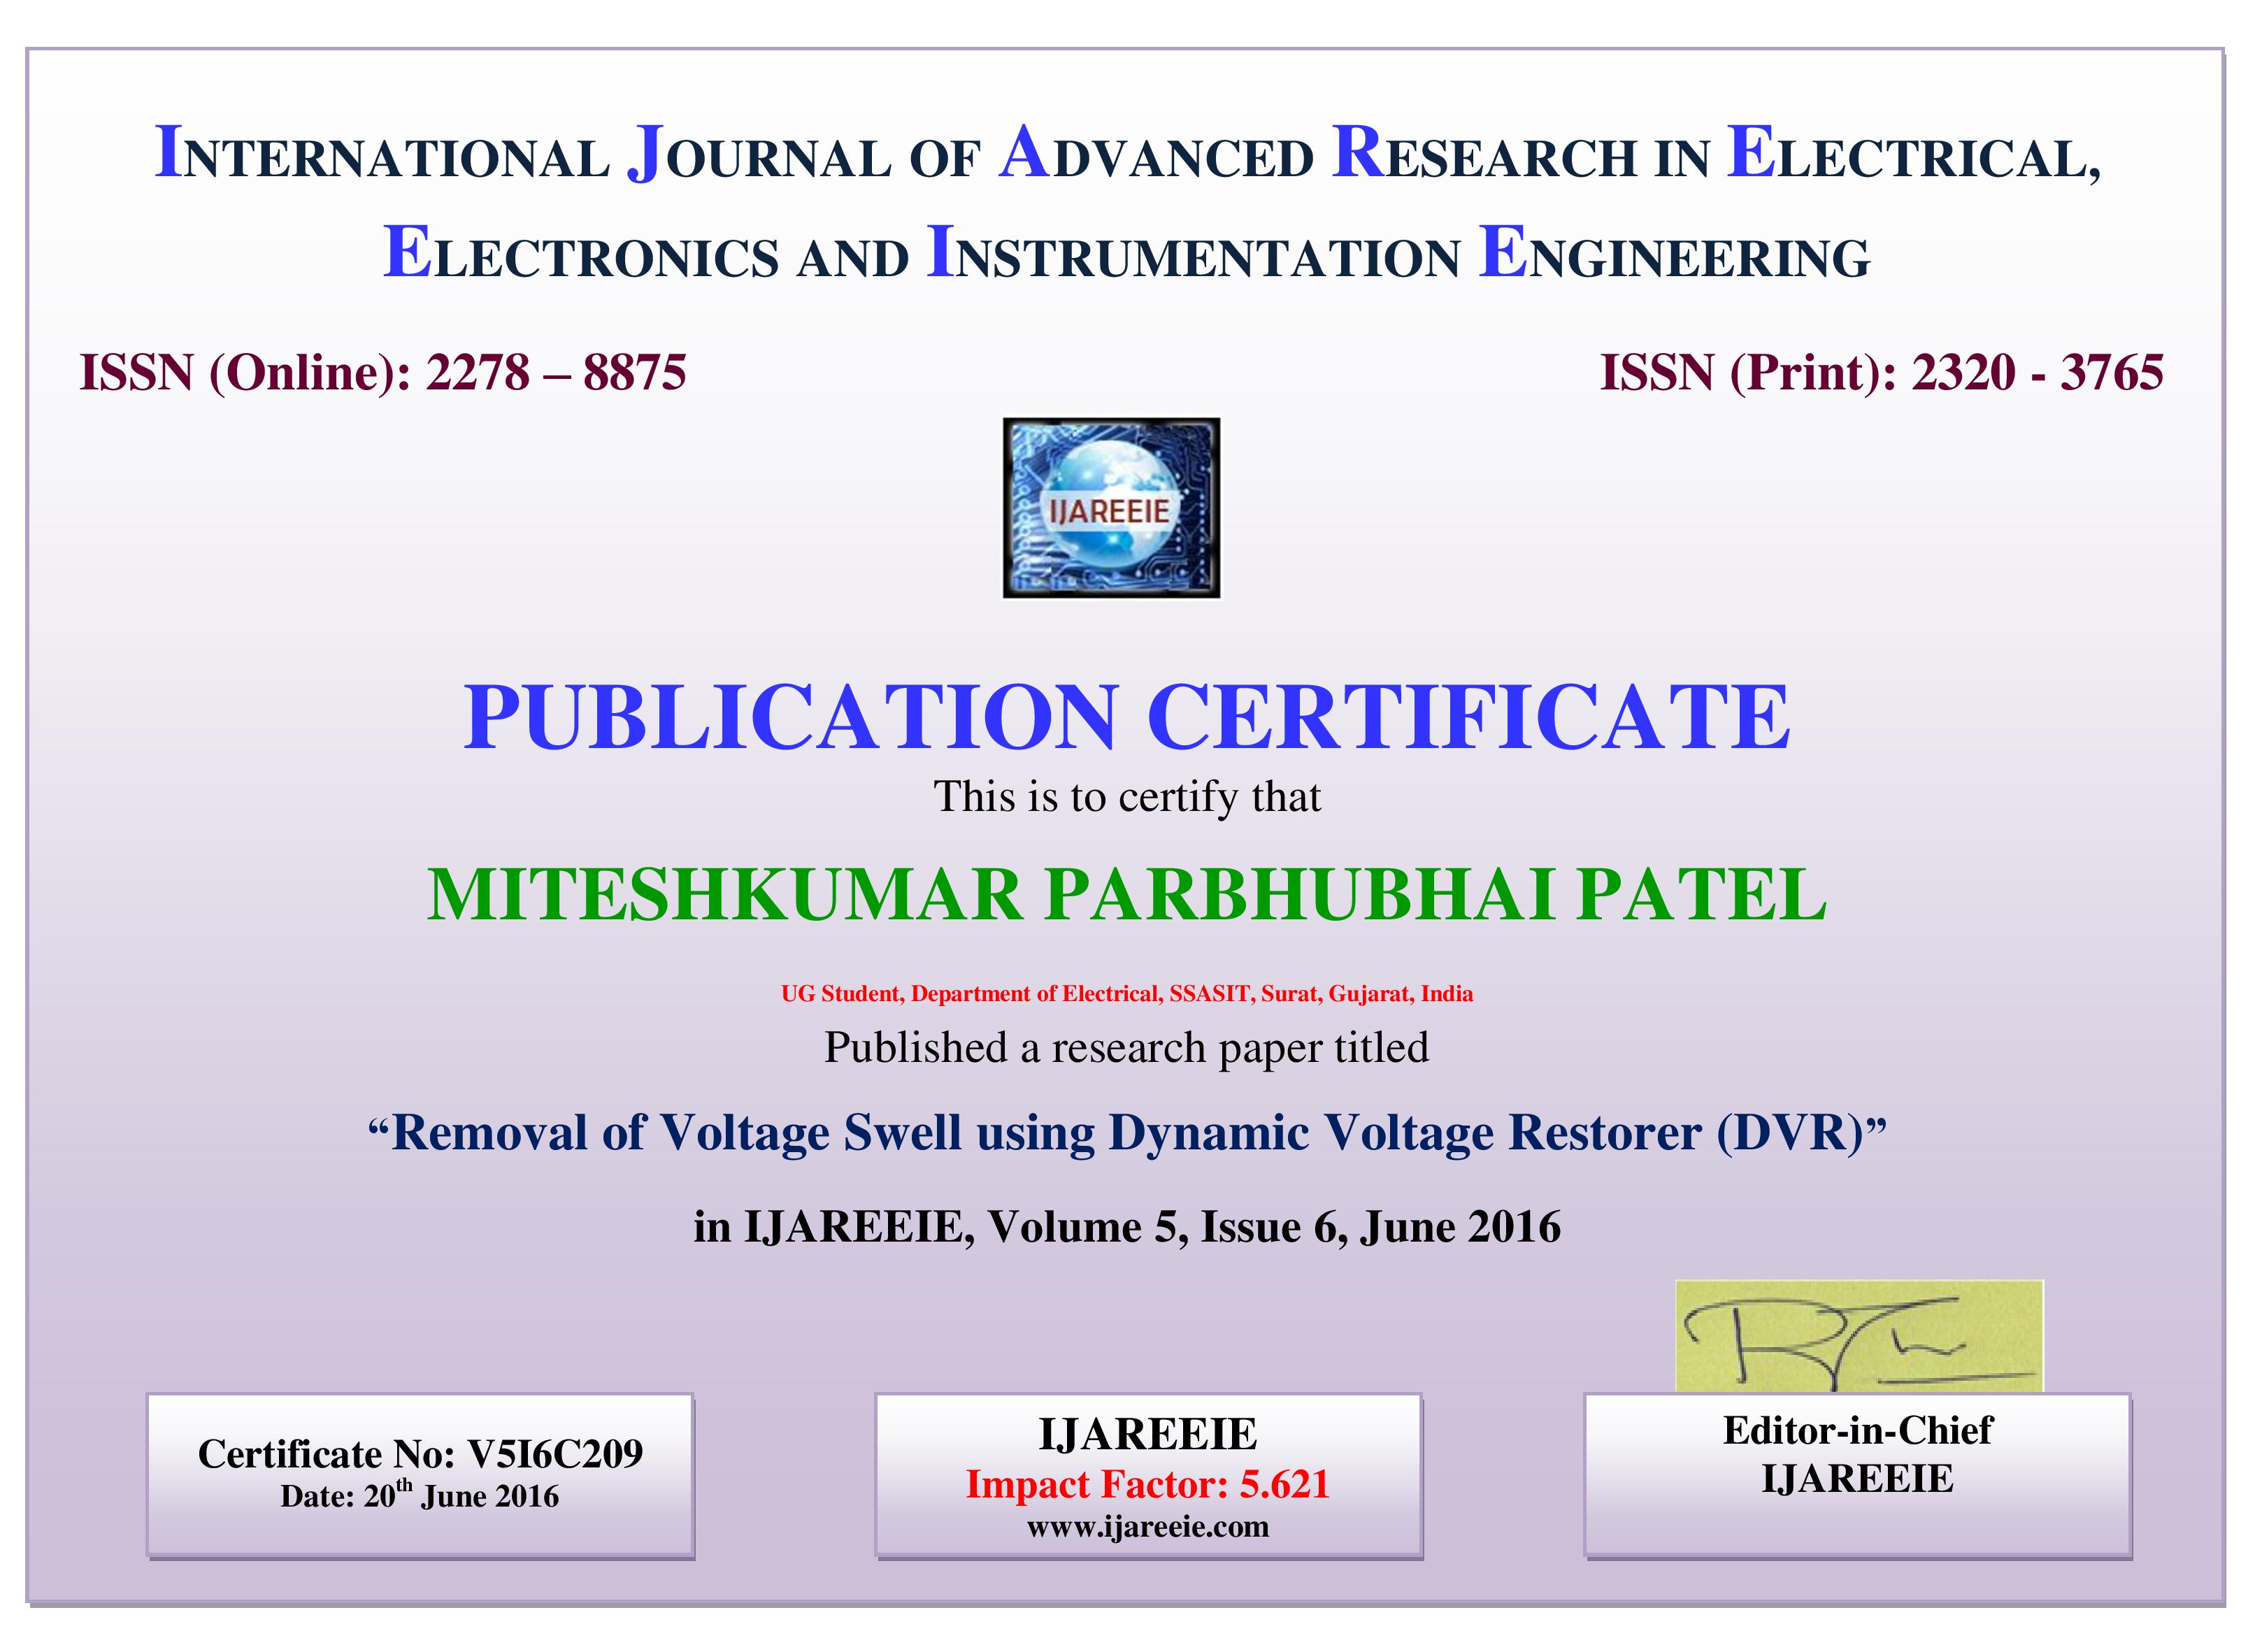 INTERNATIONAL JOURNAL OF ADVANCED RESEARCH IN ELECTRICAL,
ELECTRONICS AND INSTRUMENTATION ENGINEERING
ISSN (Online): 2278 – 8875 ISSN (Print): 2320 - 3765
IJAREEIE
PUBLICATION CERTIFICATE
This is to certify that
MITESHKUMAR PARBHUBHAI PATEL
UG Student, Department of Electrical, SSASIT, Surat, Gujarat, India
Published a research paper titled
“Removal of Voltage Swell using Dynamic Voltage Restorer (DVR)”
in IJAREEIE, Volume 5, Issue 6, June 2016
Certificate No: V5I6C209
Date: 20th June 2016
IJAREEIE
Impact Factor: 5.621
www.ijareeie.com
Editor-in-Chief
IJAREEIE